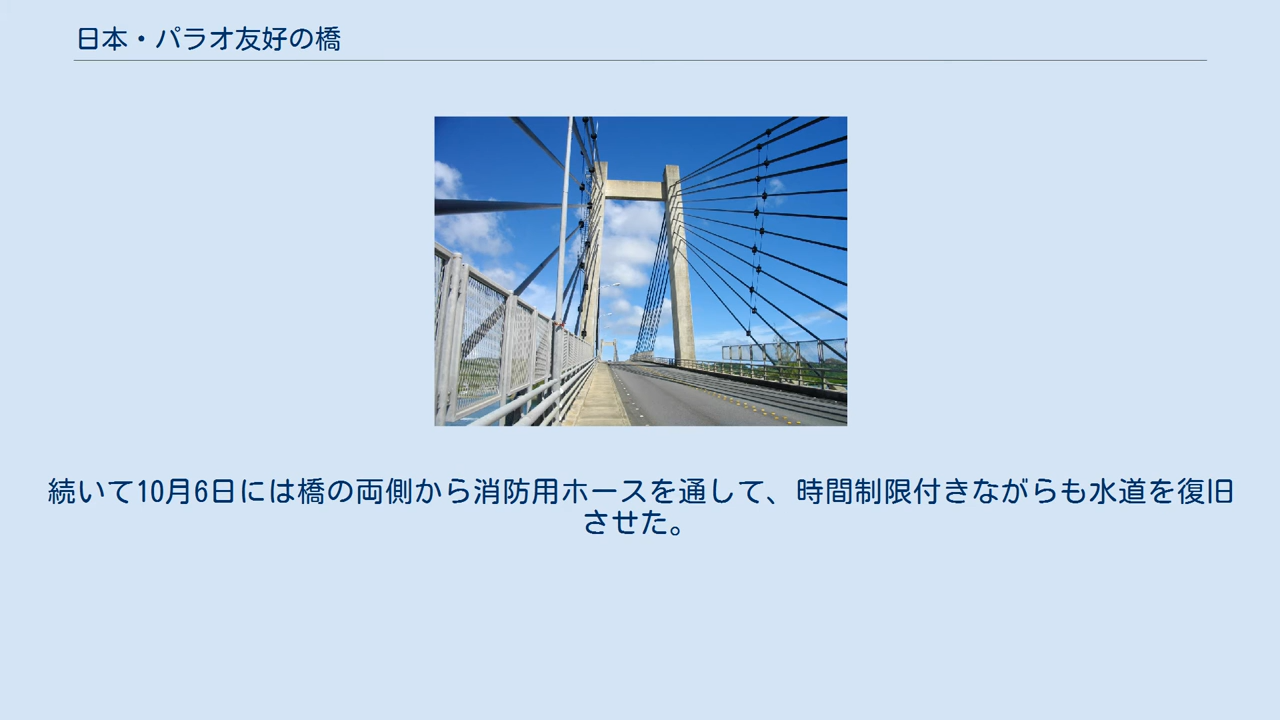 日本・パラオ友好の橋
続いて10月6日には橋の両側から消防用ホースを通して、時間制限付きながらも水道を復旧
させた。